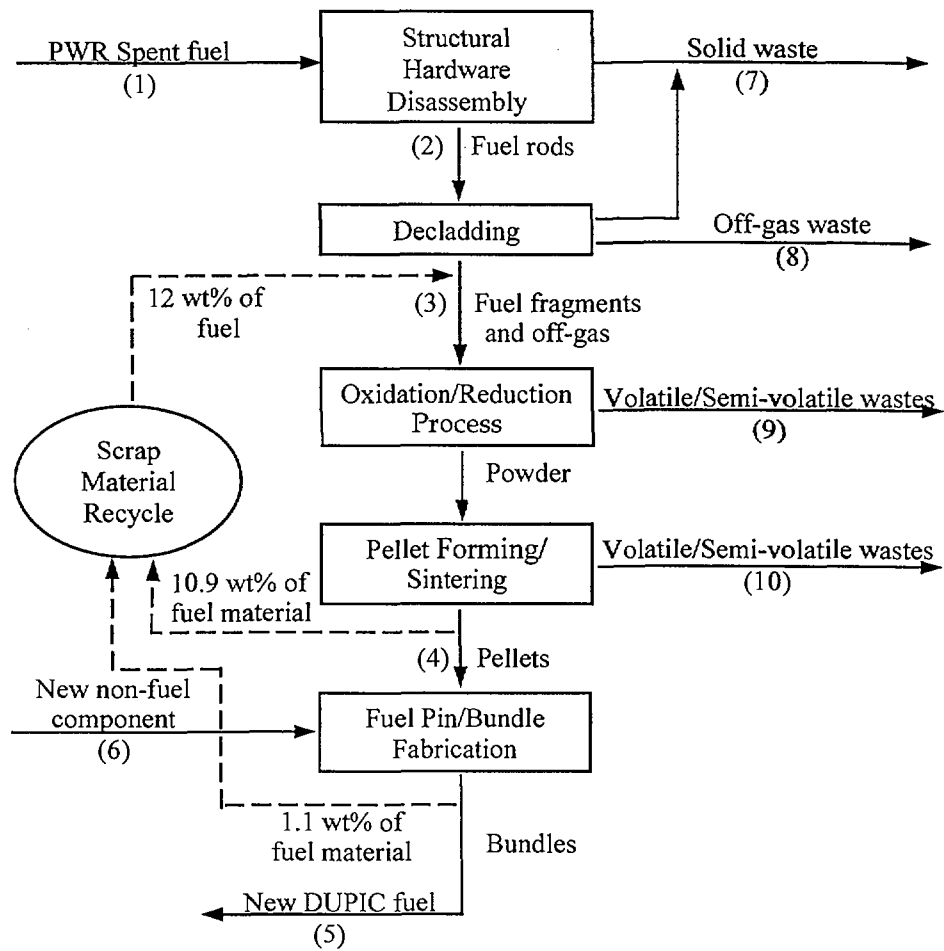 PWR Spent fuel
(1)
Structural
Hardware
Disassembly
Solid waste
(7)
(2)
Fuel rods
Decladding
Off-gas waste
(8)
12 wt% of
fuel
(3)
Fuel fragments
and off-gas
Oxidation/Reduction
Process
Volatile/Semi-volatile wastes
(9)
Scrap
Material
Recycle
Powder
Pellet Forming/
Sintering
Volatile/Semi-volatile wastes
(10)
10.9 wt% of
fuel material
(4)
Pellets
New non-fuel
component
(6)
Fuel Pin/Bundle
Fabrication
1.1 wt% of
fuel material
Bundles
New DUPIC fuel
(5)